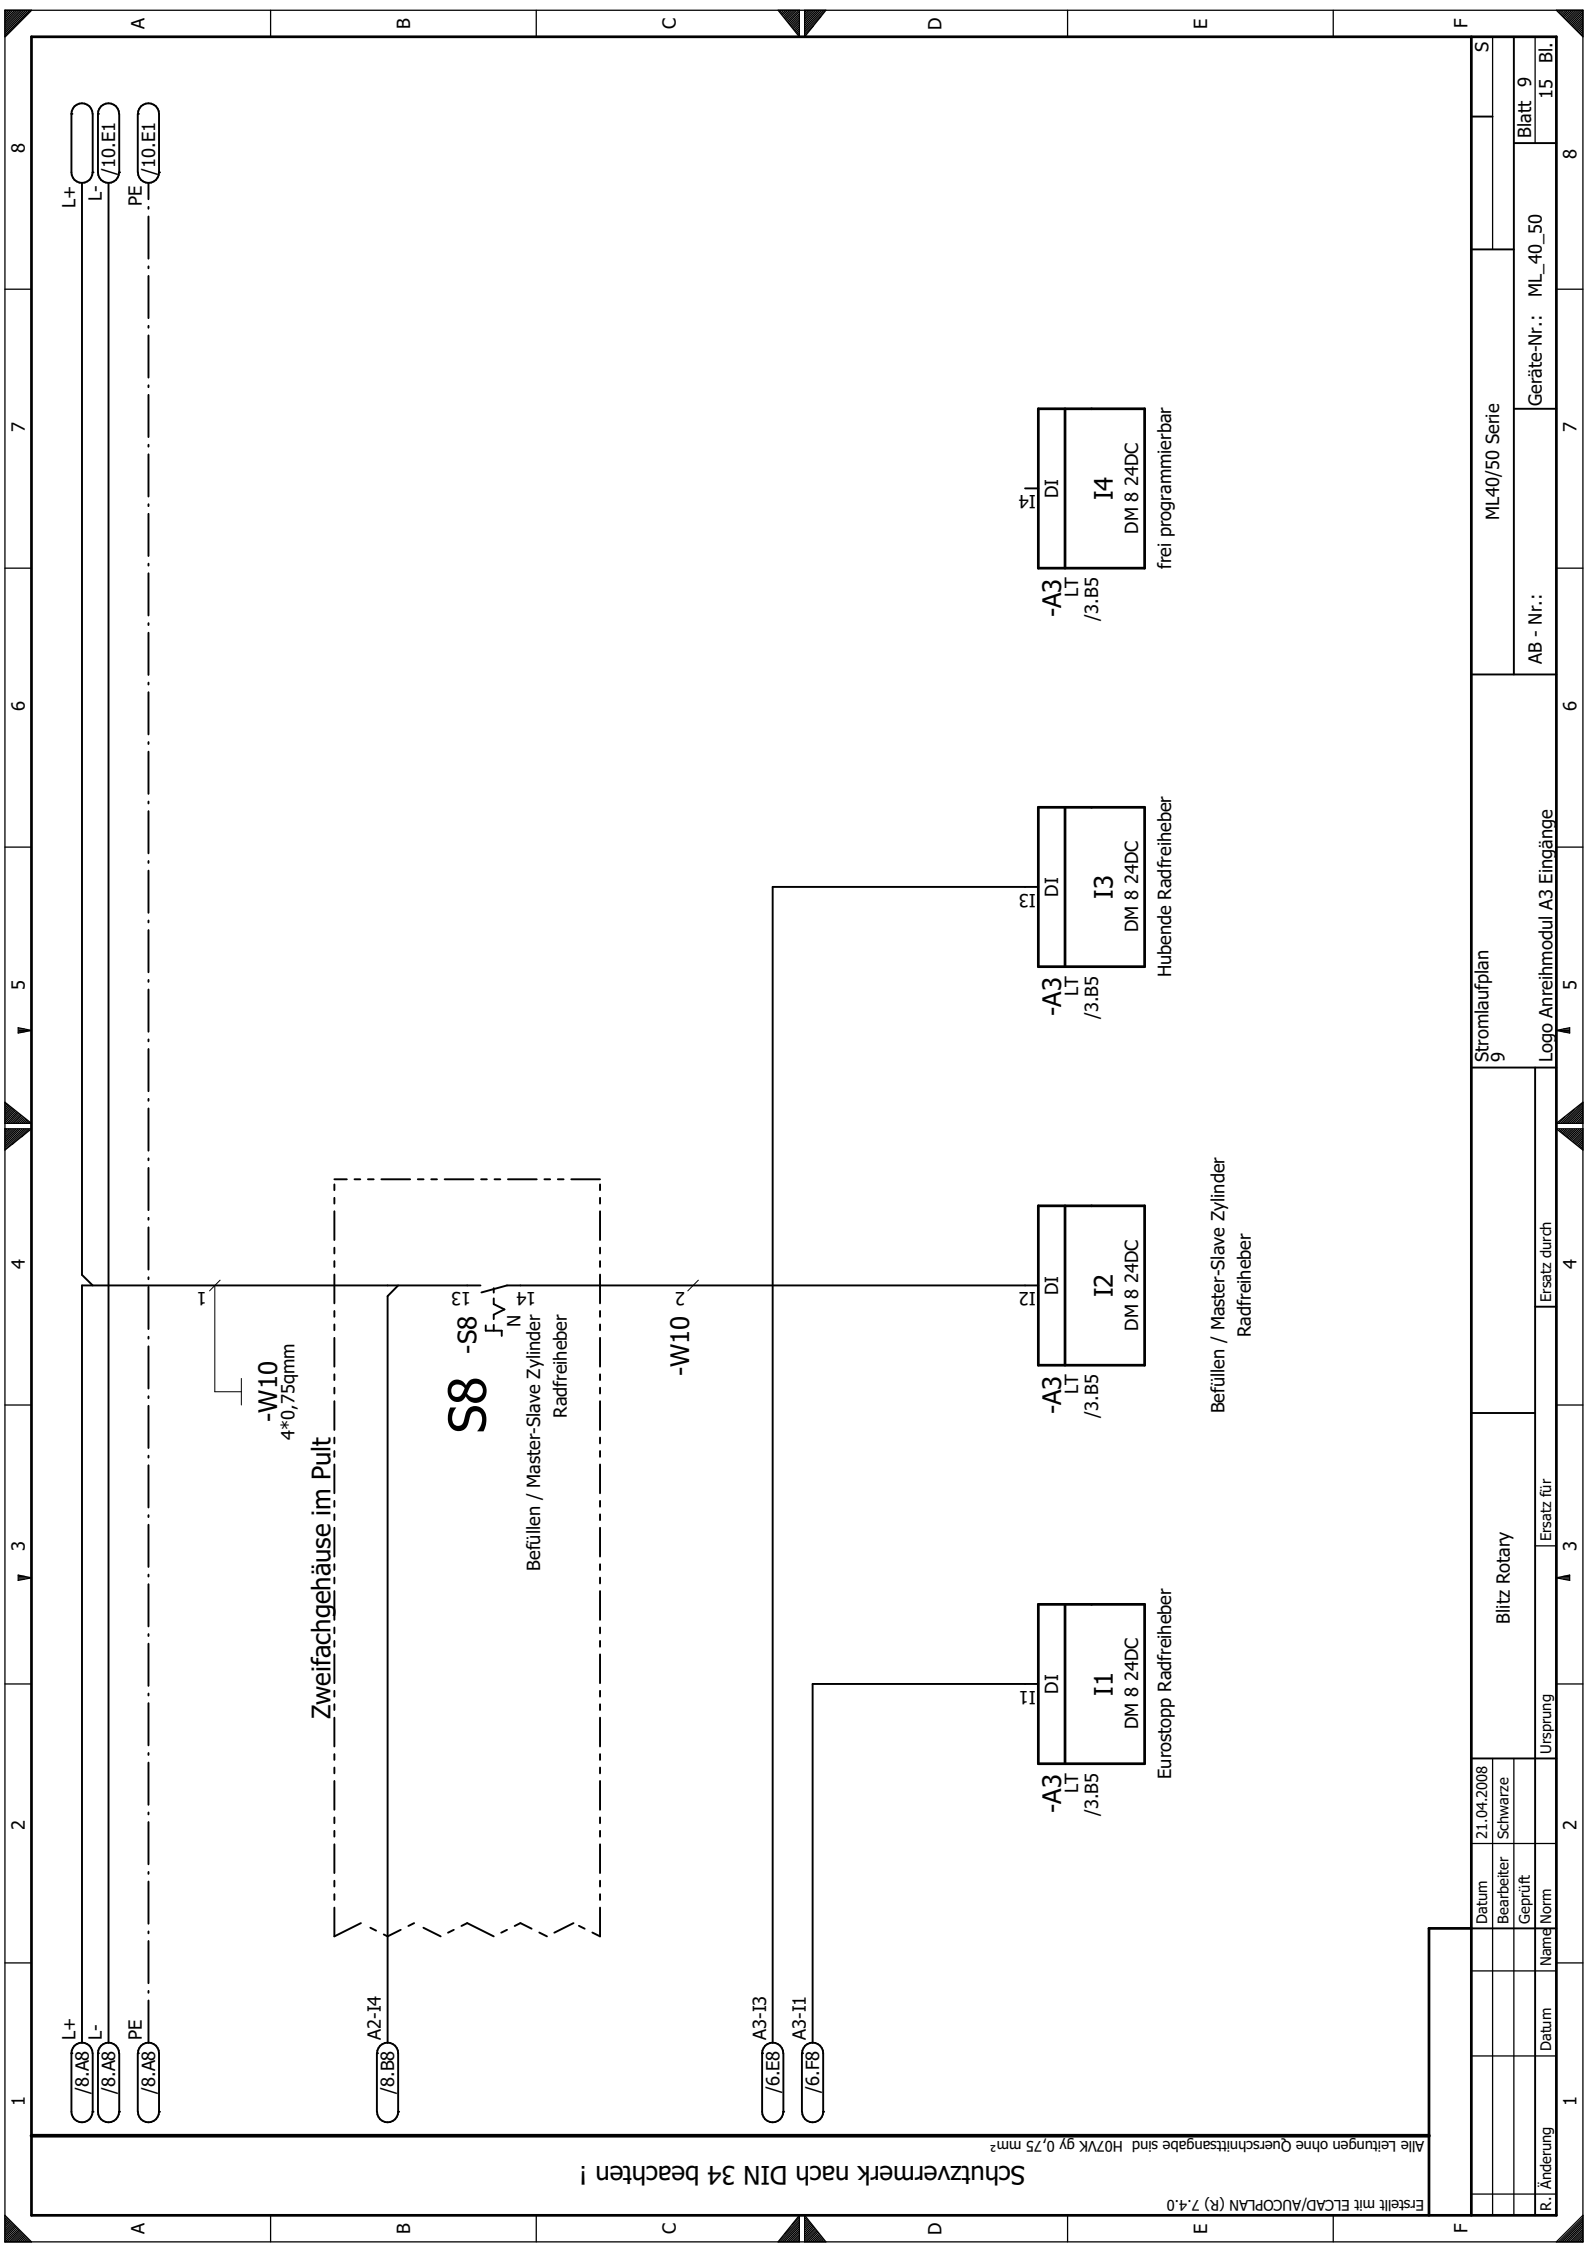 1 2 3 4 5 6 7 8
A
B
C
D
E
F
A
B
C
D
E
F
/8.A8 L+
/8.A8 L-
/8.A8 PE
L+
L- /10.E1
PE /10.E1
1
-W10
4*0,75qmm
Zweifachgehäuse im Pult
/8.B8 A2-I4
S8
-S8
13
14
N
Befüllen / Master-Slave Zylinder
Radfreiheber
-W10
2
/6.E8 A3-I3
/6.F8 A3-I1
-A3
LT
/3.B5
I1
DI
I1
DM 8 24DC
Eurostopp Radfreiheber
-A3
LT
/3.B5
I2
DI
I2
DM 8 24DC
Befüllen / Master-Slave Zylinder
Radfreiheber
-A3
LT
/3.B5
I3
DI
I3
DM 8 24DC
Hubende Radfreiheber
-A3
LT
/3.B5
I4
DI
I4
DM 8 24DC
frei programmierbar
Schutzvermerk nach DIN 34 beachten !
Alle Leitungen ohne Querschnittsangabe sind H07VK gy 0,75 mm²
Erstellt mit ELCAD/AUCOPLAN (R) 7.4.0
Datum 21.04.2008
Bearbeiter Schwarze
Geprüft
R. Änderung Datum Name Norm
Ursprung
Blitz Rotary
Ersatz für
Ersatz durch
Stromlaufplan
9
Logo Anreihmodul A3 Eingänge
ML40/50 Serie
S
AB - Nr.:
Geräte-Nr.: ML_40_50
Blatt 9
15 Bl.
1 2 3 4 5 6 7 8